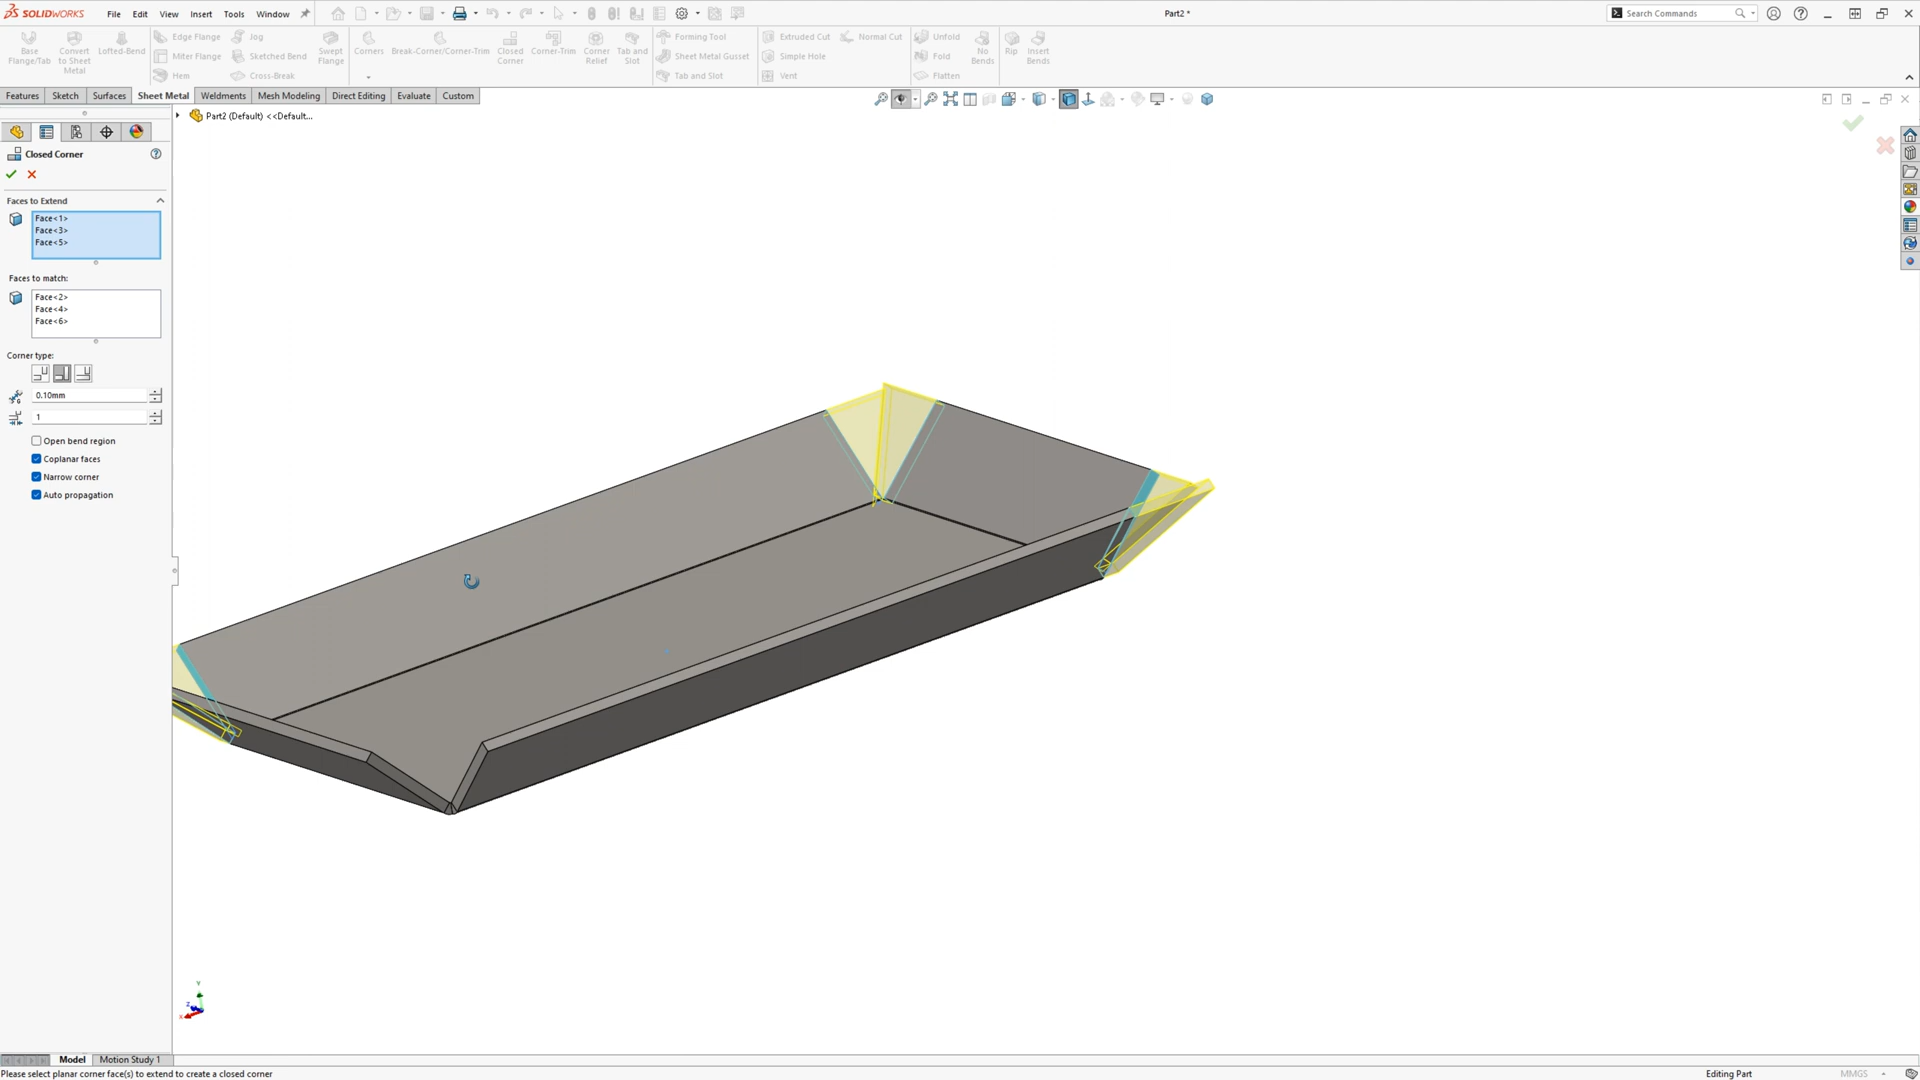 SOLIDWORKS File Edit View Insert Tools Window Part2 * Search Commands
Base Flange/Tab
Convert to Sheet Metal
Lofted-Bend
Edge Flange
Miter Flange
Hem
Jog
Sketched Bend
Cross-Break
Swept Flange
Corners
Break-Corner/Corner-Trim
Closed Corner
Corner-Trim
Corner Relief
Tab and Slot
Forming Tool
Sheet Metal Gusset
Tab and Slot
Extruded Cut
Simple Hole
Vent
Normal Cut
Unfold
Fold
Flatten
No Bends
Rip
Insert Bends
Features Sketch Surfaces Sheet Metal Weldments Mesh Modeling Direct Editing Evaluate Custom
Part2 (Default) <<Default...
Closed Corner
Faces to Extend
Face<1>
Face<3>
Face<5>
Faces to match:
Face<2>
Face<4>
Face<6>
Corner type:
0.10mm
1
Open bend region
Coplanar faces
Narrow corner
Auto propagation
Y
Z
X
Model Motion Study 1
Please select planar corner face(s) to extend to create a closed corner Editing Part MMGS